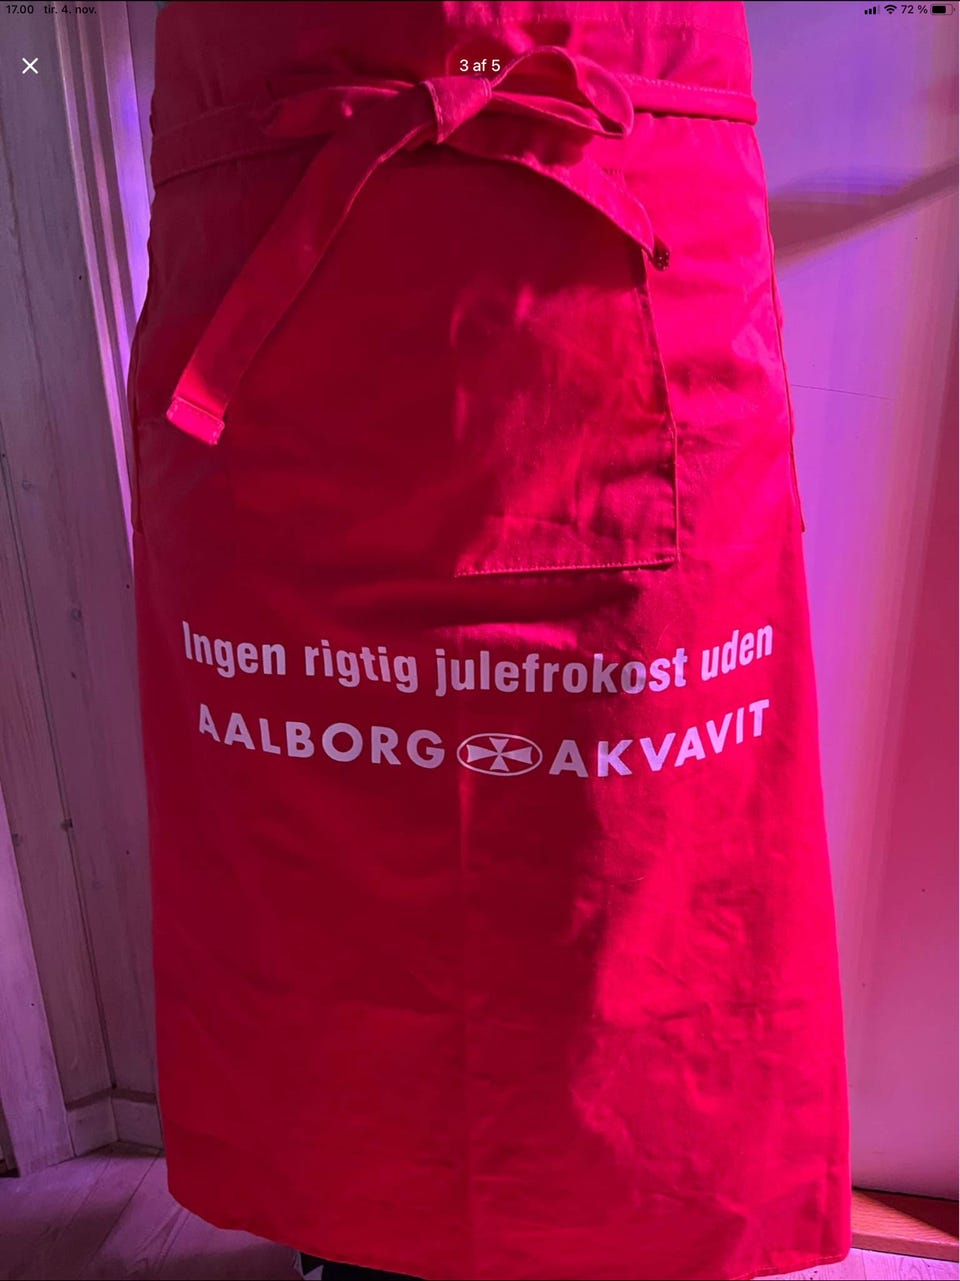 17.00 tir. 4. nov.
72 %
3 af 5
Ingen rigtig julefrokost uden
AALBORG AKVAVIT